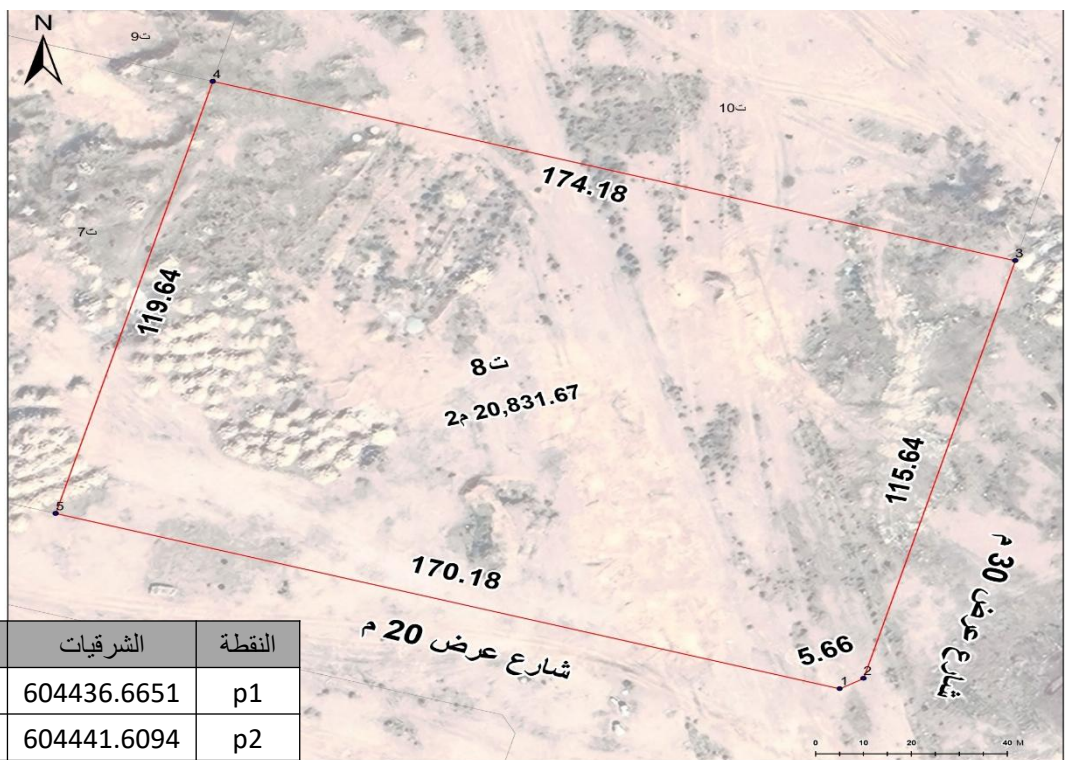 N
ت9
4
ت10
174.18
ت7
3
119.64
ت8
20,831.67 م2
115.64
5
170.18
شارع عرض 30 م
شارع عرض 20 م
5.66
1
2
النقطة الشرقيات
p1 604436.6651
p2 604441.6094
0 10 20 40 M